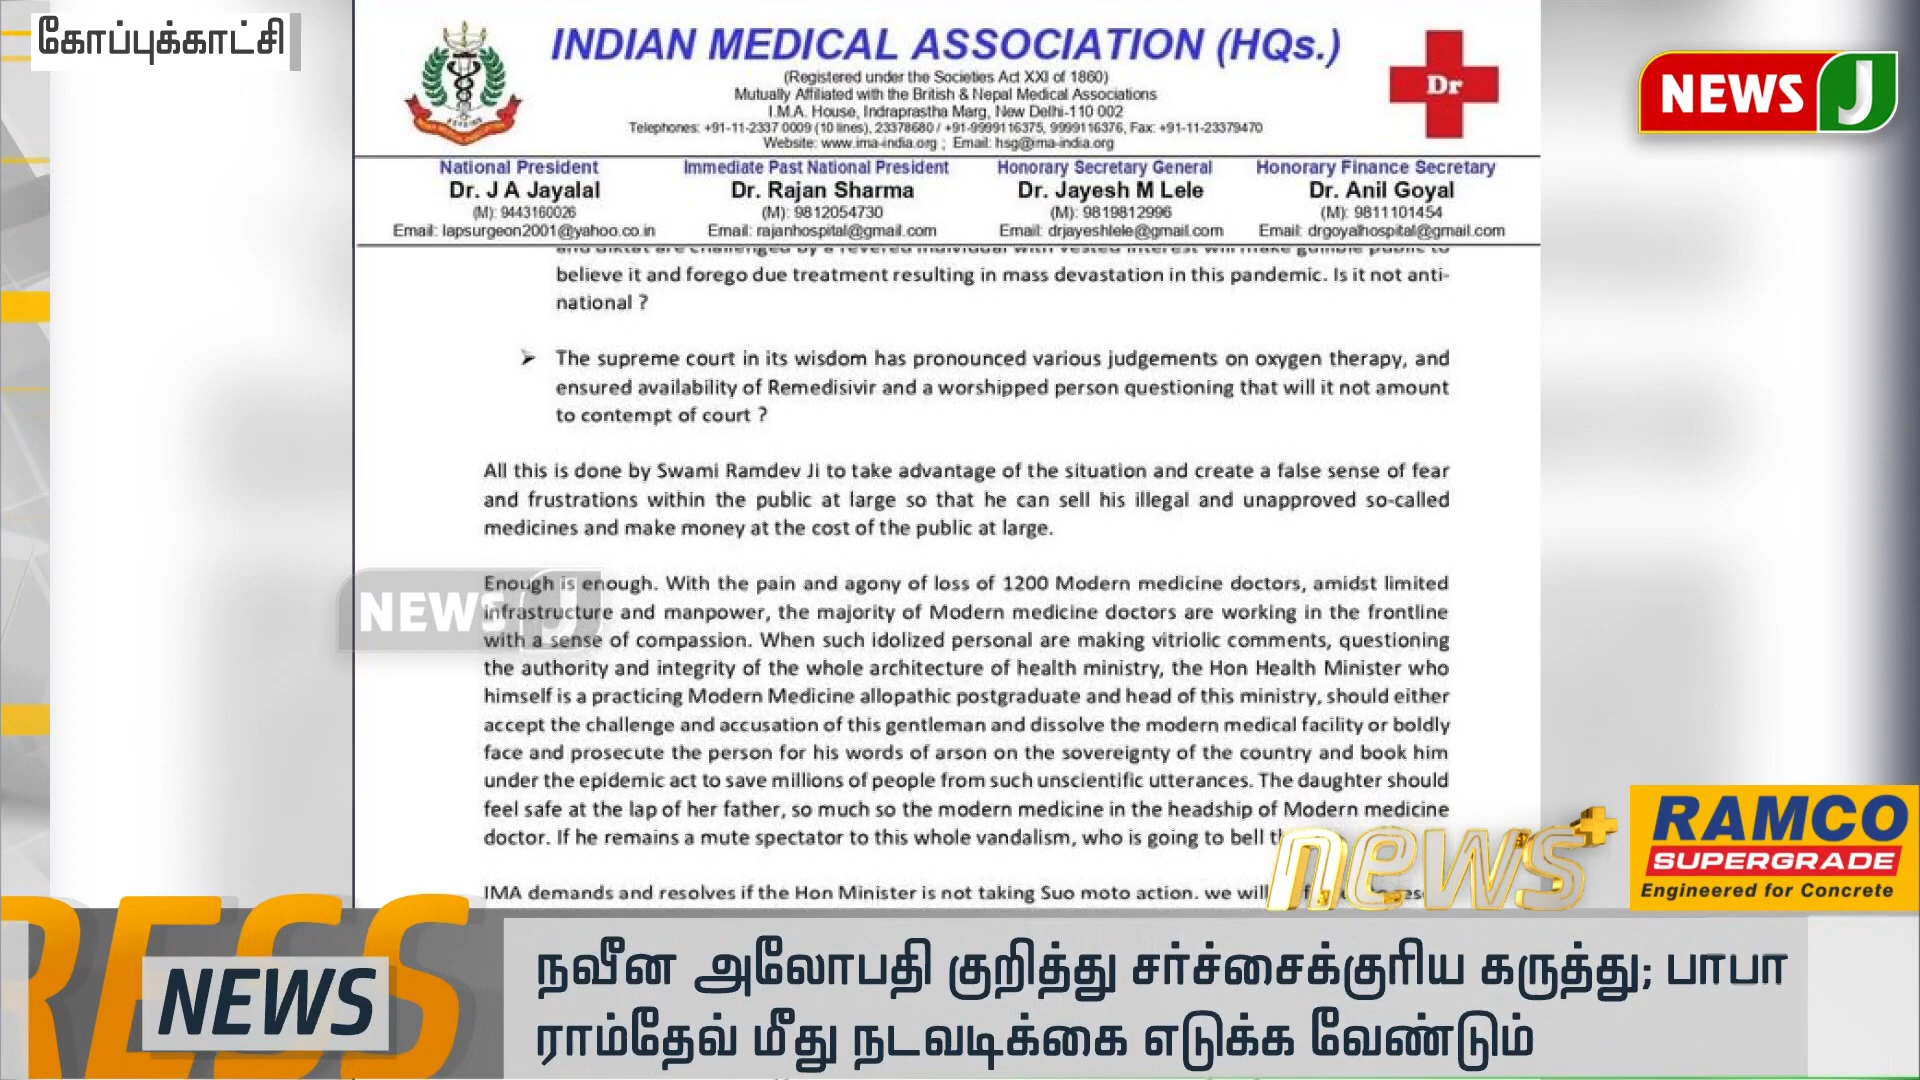 கோப்புக்காட்சி
INDIAN MEDICAL ASSOCIATION (HQs.)
(Registered under the Societies Act XXI of 1860)
Mutually Affiliated with the British & Nepal Medical Associations
I.M.A. House, Indraprastha Marg, New Delhi-110 002
Telephones: +91-11-2337 0009 (10 lines), 23378680 / +91-9999116375, 9999116376, Fax: +91-11-23379470
Website: www.ima-india.org ; Email: hsg@ima-india.org
Dr
NEWS J
National President
Dr. J A Jayalal
(M): 9443160026
Email: lapsurgeon2001@yahoo.co.in
Immediate Past National President
Dr. Rajan Sharma
(M): 9812054730
Email: rajanhospital@gmail.com
Honorary Secretary General
Dr. Jayesh M Lele
(M): 9819812996
Email: drjayeshlele@gmail.com
Honorary Finance Secretary
Dr. Anil Goyal
(M): 9811101454
Email: drgoyalhospital@gmail.com
and diktat are challenged by a revered individual with vested interest will make gullible public to
believe it and forego due treatment resulting in mass devastation in this pandemic. Is it not anti-
national ?
➢ The supreme court in its wisdom has pronounced various judgements on oxygen therapy, and
ensured availability of Remedisivir and a worshipped person questioning that will it not amount
to contempt of court ?
All this is done by Swami Ramdev Ji to take advantage of the situation and create a false sense of fear
and frustrations within the public at large so that he can sell his illegal and unapproved so-called
medicines and make money at the cost of the public at large.
Enough is enough. With the pain and agony of loss of 1200 Modern medicine doctors, amidst limited
infrastructure and manpower, the majority of Modern medicine doctors are working in the frontline
with a sense of compassion. When such idolized personal are making vitriolic comments, questioning
the authority and integrity of the whole architecture of health ministry, the Hon Health Minister who
himself is a practicing Modern Medicine allopathic postgraduate and head of this ministry, should either
accept the challenge and accusation of this gentleman and dissolve the modern medical facility or boldly
face and prosecute the person for his words of arson on the sovereignty of the country and book him
under the epidemic act to save millions of people from such unscientific utterances. The daughter should
feel safe at the lap of her father, so much so the modern medicine in the headship of Modern medicine
doctor. If he remains a mute spectator to this whole vandalism, who is going to bell
IMA demands and resolves if the Hon Minister is not taking Suo moto action, we will
NEWS J
news+
RAMCO
SUPERGRADE
Engineered for Concrete
RESS
NEWS
நவீன அலோபதி குறித்து சர்ச்சைக்குரிய கருத்து; பாபா
ராம்தேவ் மீது நடவடிக்கை எடுக்க வேண்டும்